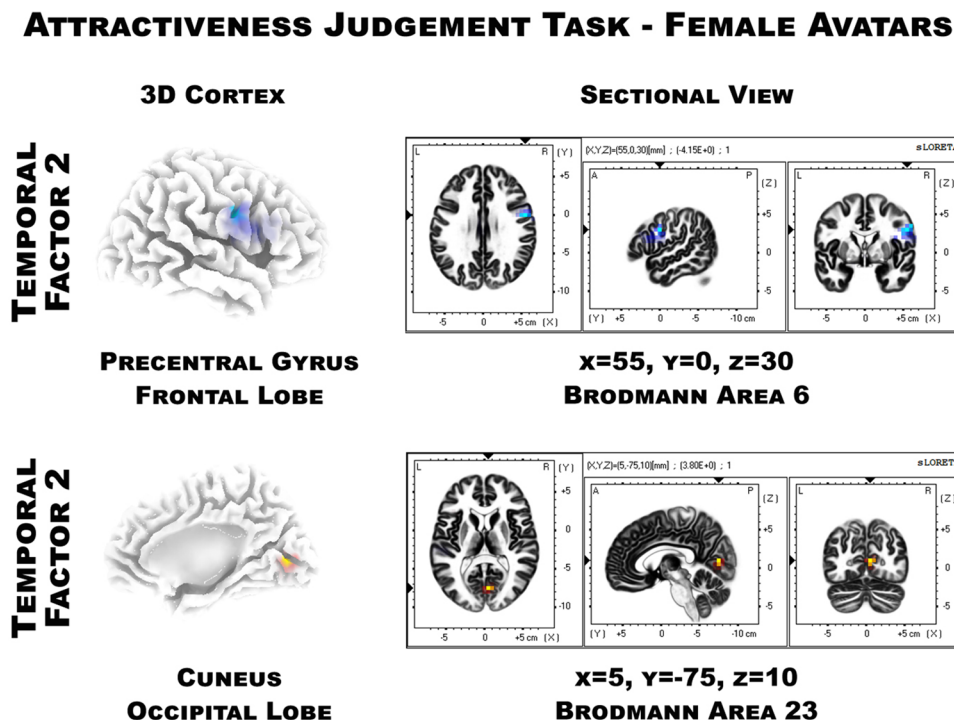 Attractiveness Judgement Task - Female Avatars
3D Cortex
Sectional View
Temporal
Factor 2
L R (Y)
(X,Y,Z)=(55,0,30)[mm] ; (-4.15E+0) ; 1
sLORETA
A P (Z)
L R (Z)
+5
0
-5
-10
-5 0 +5 cm (X)
+5
0
-5
(Y) +5 0 -5 -10 cm
+5
0
-5
-5 0 +5 cm (X)
Precentral Gyrus
Frontal Lobe
x=55, y=0, z=30
Brodmann Area 6
Temporal
Factor 2
L R (Y)
(X,Y,Z)=(5,-75,10)[mm] ; (3.80E+0) ; 1
sLORETA
A P (Z)
L R (Z)
+5
0
-5
-10
-5 0 +5 cm (X)
+5
0
-5
(Y) +5 0 -5 -10 cm
+5
0
-5
-5 0 +5 cm (X)
Cuneus
Occipital Lobe
x=5, y=-75, z=10
Brodmann Area 23